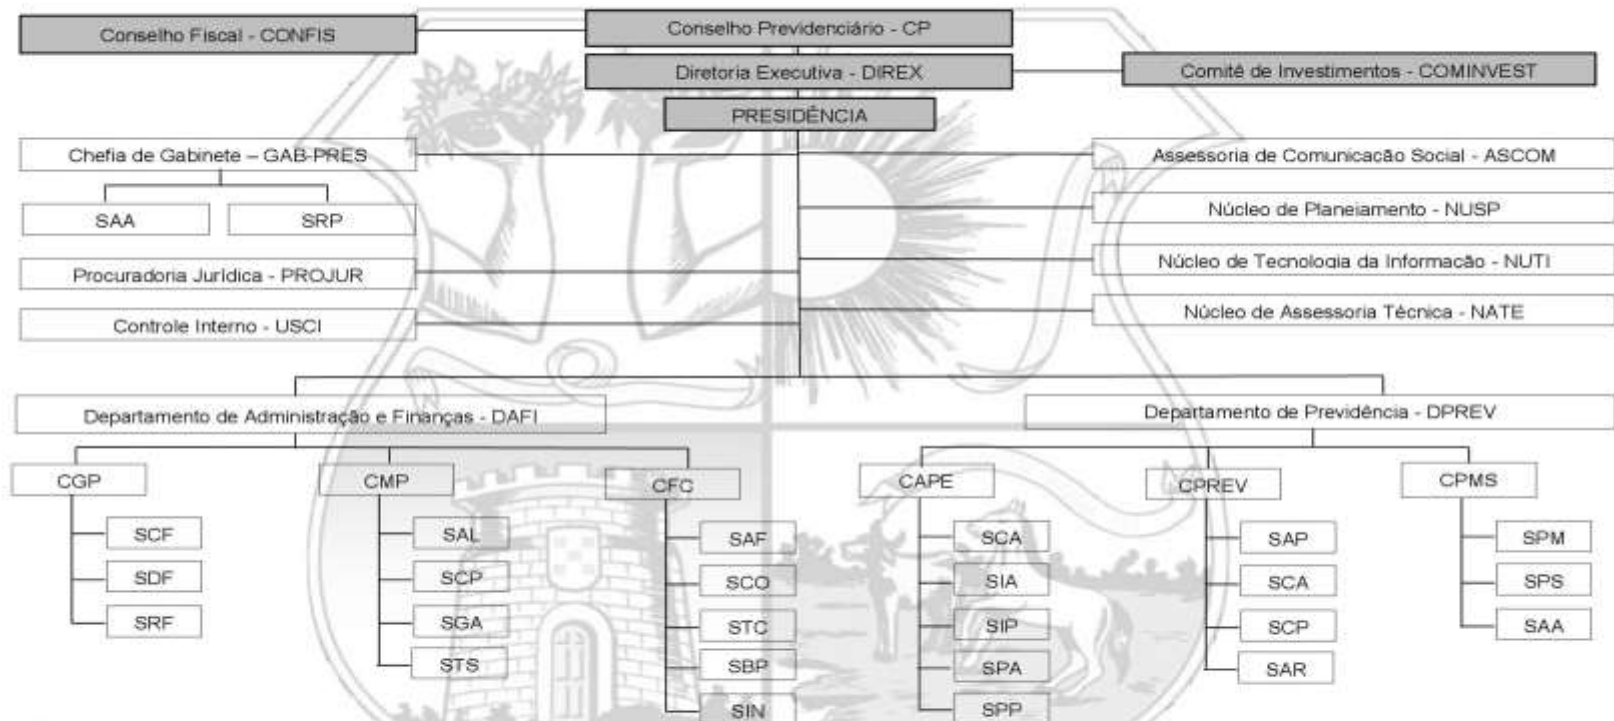 Conselho Fiscal - CONFIS
Conselho Previdenciário - CP
Diretoria Executiva - DIREX
Comitê de Investimentos - COMINVEST
PRESIDÊNCIA
Chefia de Gabinete – GAB-PRES
Assessoria de Comunicacão Social - ASCOM
SAA
SRP
Núcleo de Planeiamento - NUSP
Procuradoria Jurídica - PROJUR
Núcleo de Tecnologia da Informacão - NUTI
Controle Interno - USCI
Núcleo de Assessoria Técnica - NATE
Departamento de Administração e Finanças - DAFI
Departamento de Previdência - DPREV
CGP
CMP
CFC
CAPE
CPREV
CPMS
SCF
SDF
SRF
SAL
SCP
SGA
STS
SAF
SCO
STC
SBP
SIN
SCA
SIA
SIP
SPA
SPP
SAP
SCA
SCP
SAR
SPM
SPS
SAA